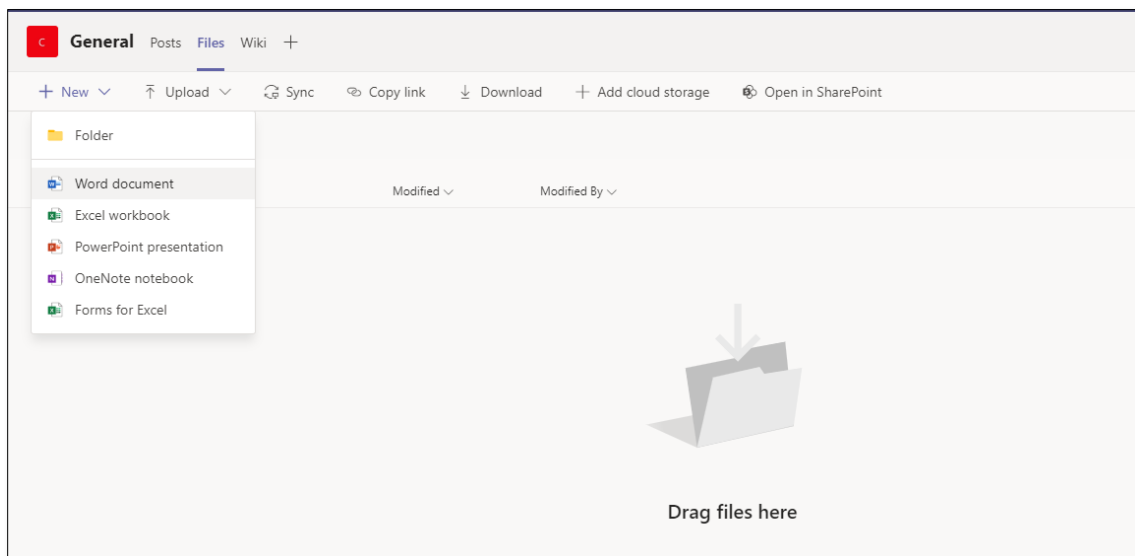 C General Posts Files Wiki
New Upload Sync Copy link Download Add cloud storage Open in SharePoint
Folder
Word document
Modified Modified By
Excel workbook
PowerPoint presentation
OneNote notebook
Forms for Excel
Drag files here